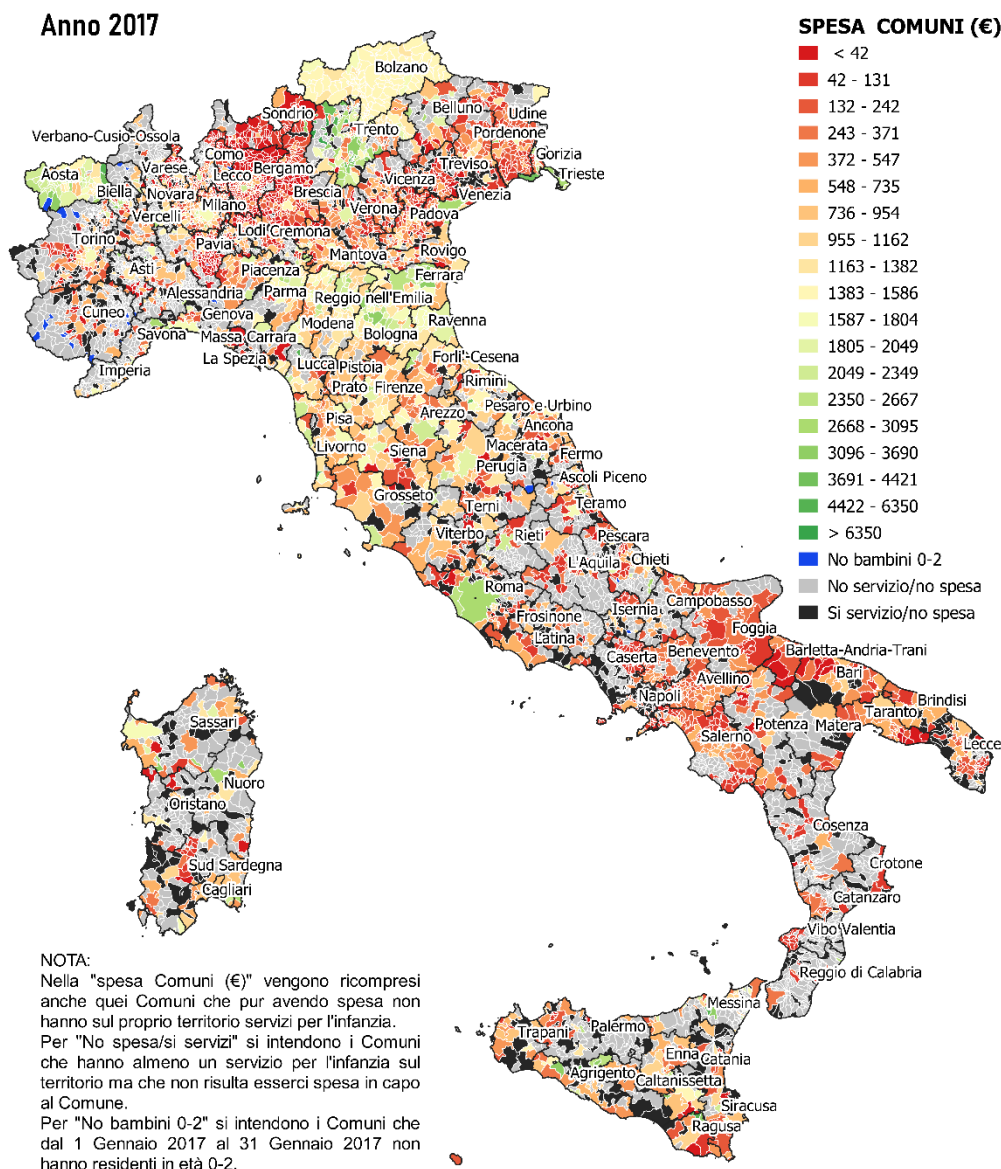 Anno 2017
SPESA COMUNI (€)
< 42
42 - 131
132 - 242
243 - 371
372 - 547
548 - 735
736 - 954
955 - 1162
1163 - 1382
1383 - 1586
1587 - 1804
1805 - 2049
2049 - 2349
2350 - 2667
2668 - 3095
3096 - 3690
3691 - 4421
4422 - 6350
> 6350
No bambini 0-2
No servizio/no spesa
Si servizio/no spesa
Bolzano
Sondrio
Belluno
Udine
Verbano-Cusio-Ossola
Trento
Pordenone
Como
Gorizia
Aosta
Varese
Lecco
Bergamo
Treviso
Trieste
Biella
Novara
Brescia
Vicenza
Venezia
Vercelli
Milano
Verona
Padova
Torino
Lodi
Cremona
Pavia
Mantova
Rovigo
Asti
Piacenza
Ferrara
Alessandria
Parma
Reggio nell'Emilia
Cuneo
Genova
Modena
Bologna
Ravenna
Savona
Massa Carrara
La Spezia
Lucca
Pistoia
Forli'-Cesena
Imperia
Prato
Firenze
Rimini
Pisa
Arezzo
Pesaro e Urbino
Ancona
Livorno
Siena
Macerata
Fermo
Perugia
Ascoli Piceno
Grosseto
Terni
Teramo
Viterbo
Rieti
Pescara
L'Aquila
Chieti
Roma
Frosinone
Isernia
Campobasso
Latina
Foggia
Caserta
Benevento
Barletta-Andria-Trani
Avellino
Bari
Napoli
Brindisi
Potenza
Matera
Taranto
Salerno
Lecce
Sassari
Nuoro
Oristano
Cosenza
Sud Sardegna
Crotone
Cagliari
Catanzaro
Vibo Valentia
Reggio di Calabria
Messina
Trapani
Palermo
Enna
Catania
Agrigento
Caltanissetta
Siracusa
Ragusa
NOTA:
Nella "spesa Comuni (€)" vengono ricompresi
anche quei Comuni che pur avendo spesa non
hanno sul proprio territorio servizi per l'infanzia.
Per "No spesa/si servizi" si intendono i Comuni
che hanno almeno un servizio per l'infanzia sul
territorio ma che non risulta esserci spesa in capo
al Comune.
Per "No bambini 0-2" si intendono i Comuni che
dal 1 Gennaio 2017 al 31 Gennaio 2017 non
hanno residenti in età 0-2.